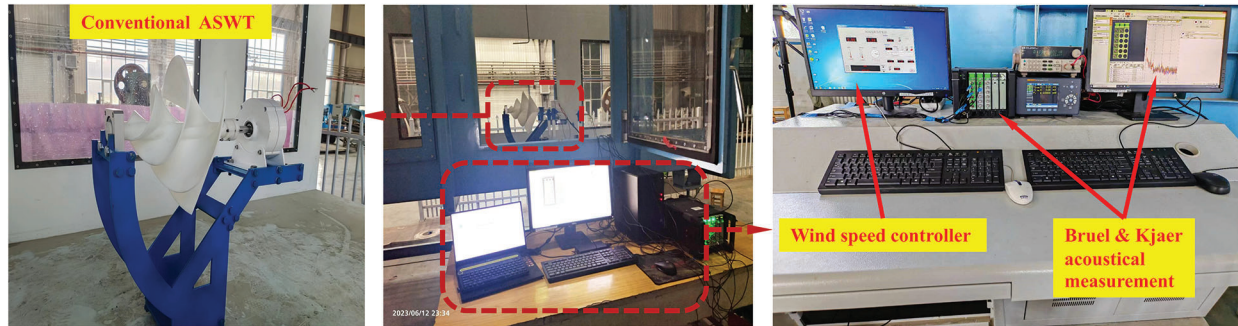 Conventional ASWT
2023/06/12 23:34
Wind speed controller
Bruel & Kjaer
acoustical
measurement